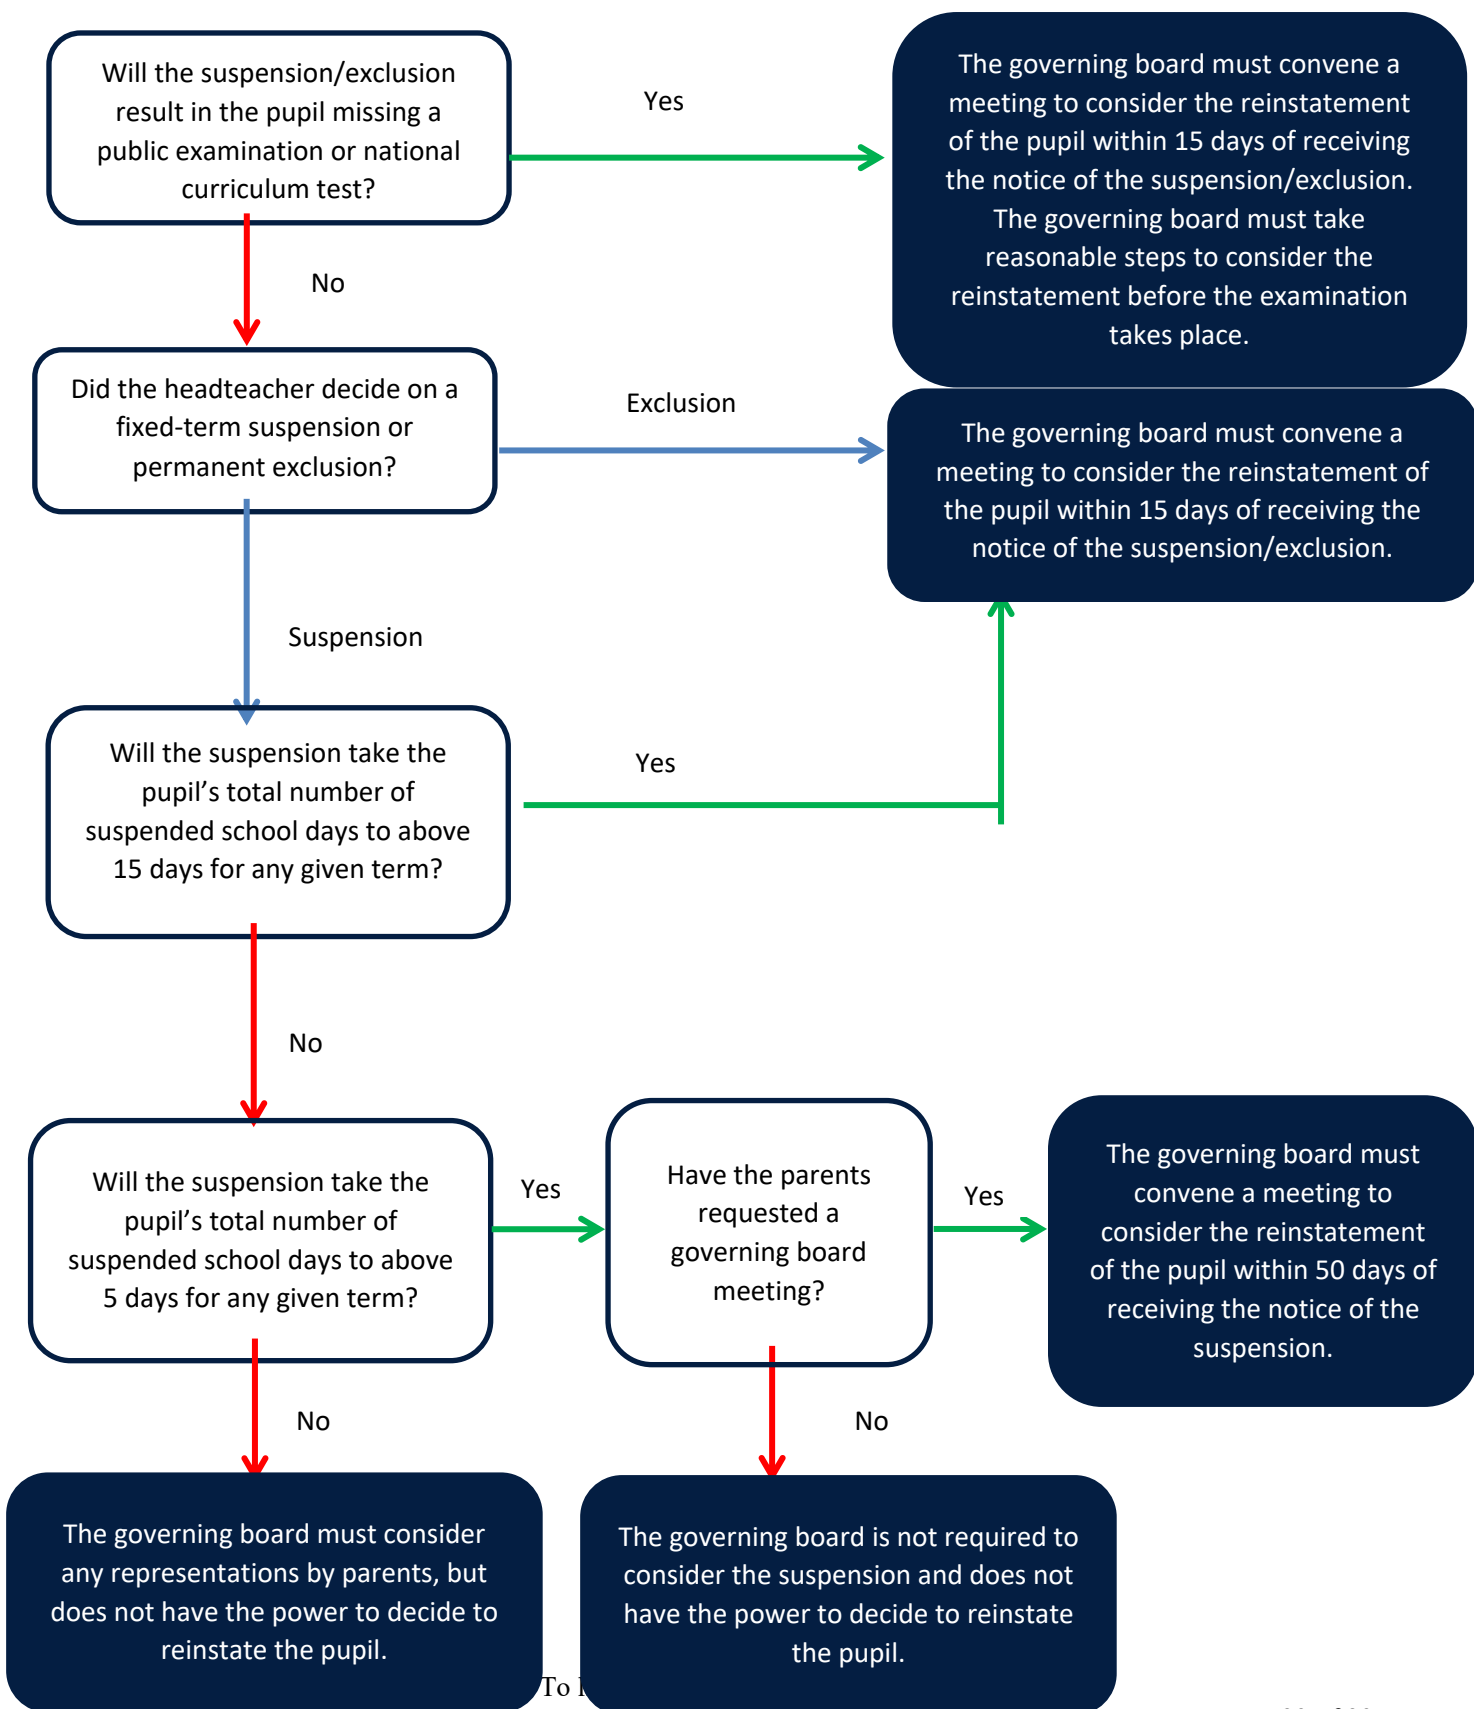 Will the suspension/exclusion
result in the pupil missing a
public examination or national
curriculum test?
Yes
The governing board must convene a
meeting to consider the reinstatement
of the pupil within 15 days of receiving
the notice of the suspension/exclusion.
The governing board must take
reasonable steps to consider the
reinstatement before the examination
takes place.
No
Did the headteacher decide on a
fixed-term suspension or
permanent exclusion?
Exclusion
The governing board must convene a
meeting to consider the reinstatement of
the pupil within 15 days of receiving the
notice of the suspension/exclusion.
Suspension
Will the suspension take the
pupil’s total number of
suspended school days to above
15 days for any given term?
Yes
No
Will the suspension take the
pupil’s total number of
suspended school days to above
5 days for any given term?
Yes
Have the parents
requested a
governing board
meeting?
Yes
The governing board must
convene a meeting to
consider the reinstatement
of the pupil within 50 days of
receiving the notice of the
suspension.
No
No
The governing board must consider
any representations by parents, but
does not have the power to decide to
reinstate the pupil.
The governing board is not required to
consider the suspension and does not
have the power to decide to reinstate
the pupil.
To